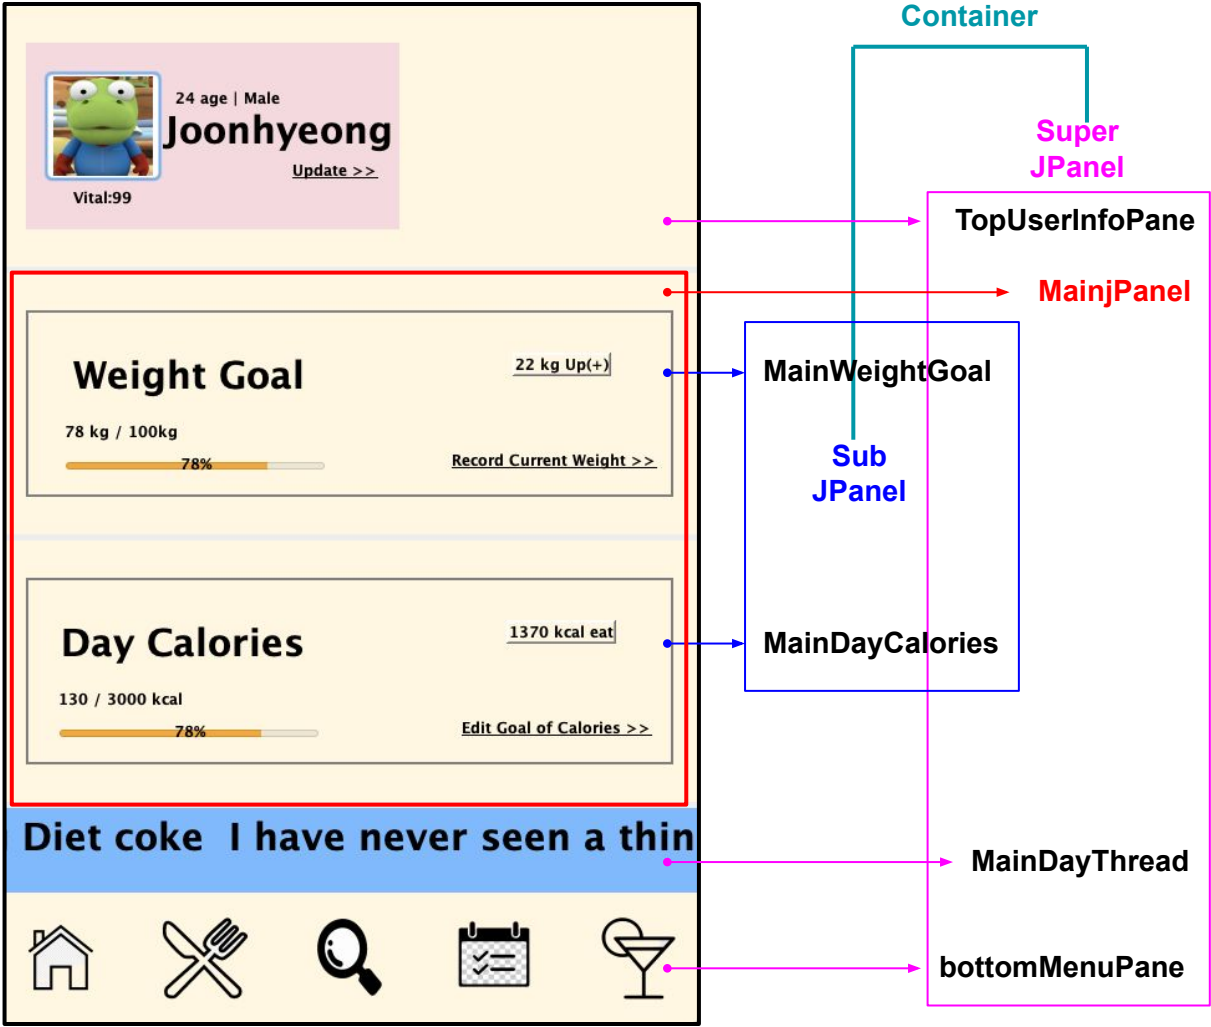 Container
24 age | Male
Joonhyeong
Update >>
Vital:99
Super
JPanel
TopUserInfoPane
MainjPanel
Weight Goal
22 kg Up(+)
MainWeightGoal
78 kg / 100kg
78%
Record Current Weight >>
Sub
JPanel
Day Calories
1370 kcal eat
MainDayCalories
130 / 3000 kcal
78%
Edit Goal of Calories >>
Diet coke I have never seen a thin
MainDayThread
bottomMenuPane